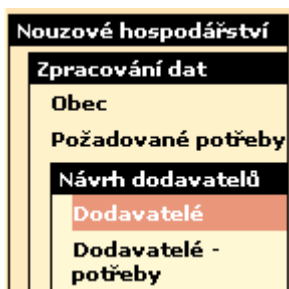 Nouzové hospodářství
Zpracování dat
Obec
Požadované potřeby
Návrh dodavatelů
Dodavatelé
Dodavatelé -
potřeby